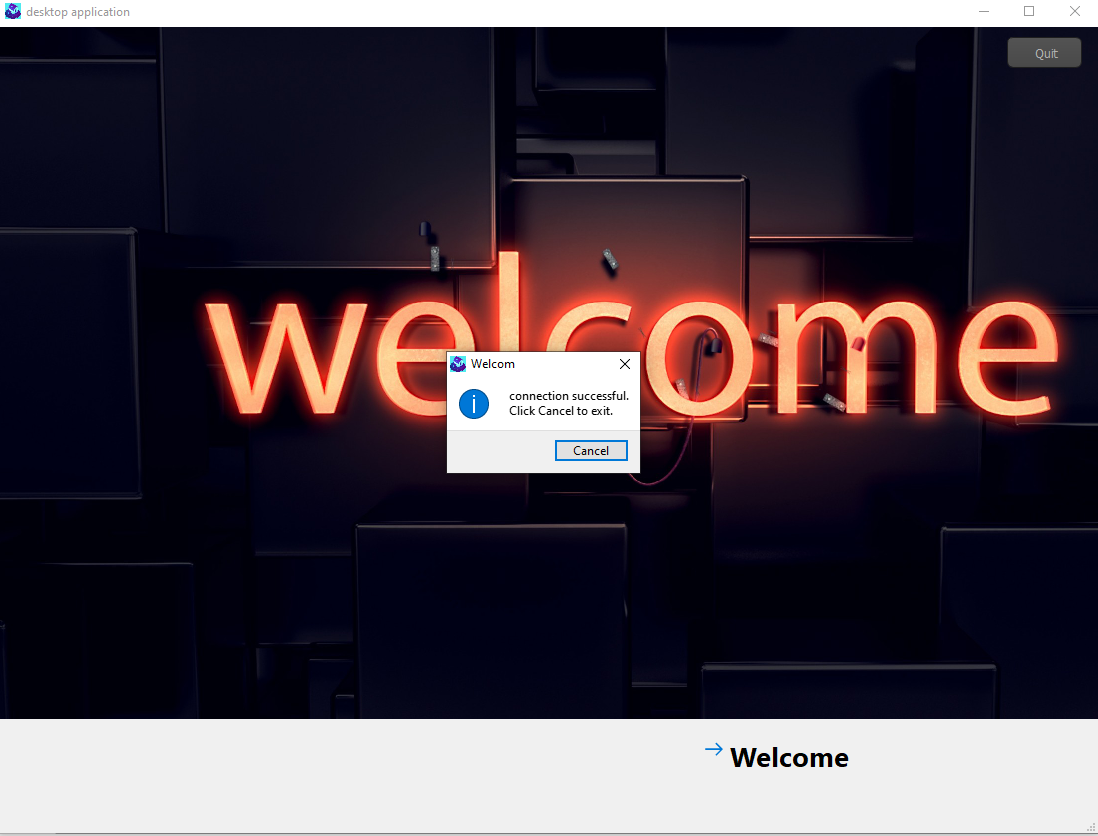 desktop application
Quit
welcome
Welcom
connection successful.
Click Cancel to exit.
Cancel
Welcome